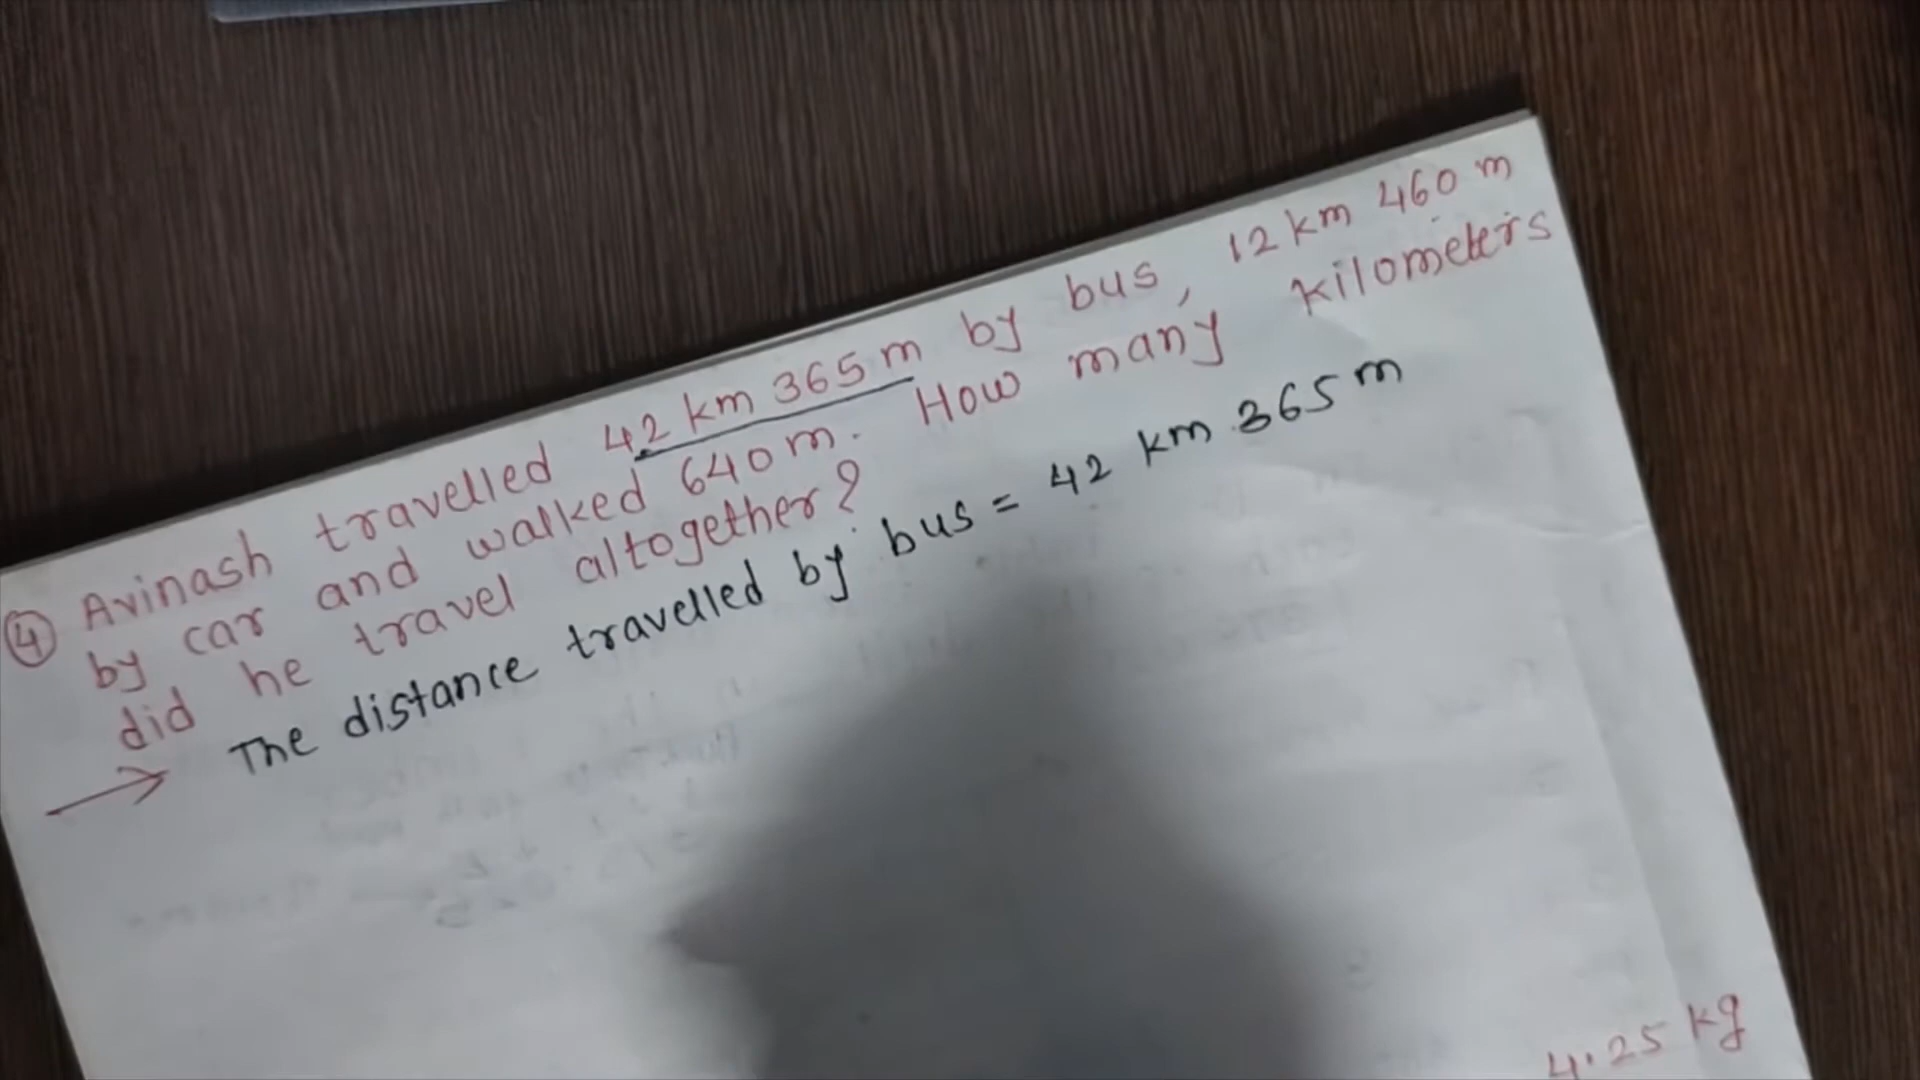 ④ Avinash travelled 42 km 365 m by bus, 12 km 460 m
by car and walked 640 m. How many kilometers
did he travel altogether?
→ The distance travelled by bus = 42 km 365 m
4.25 kg